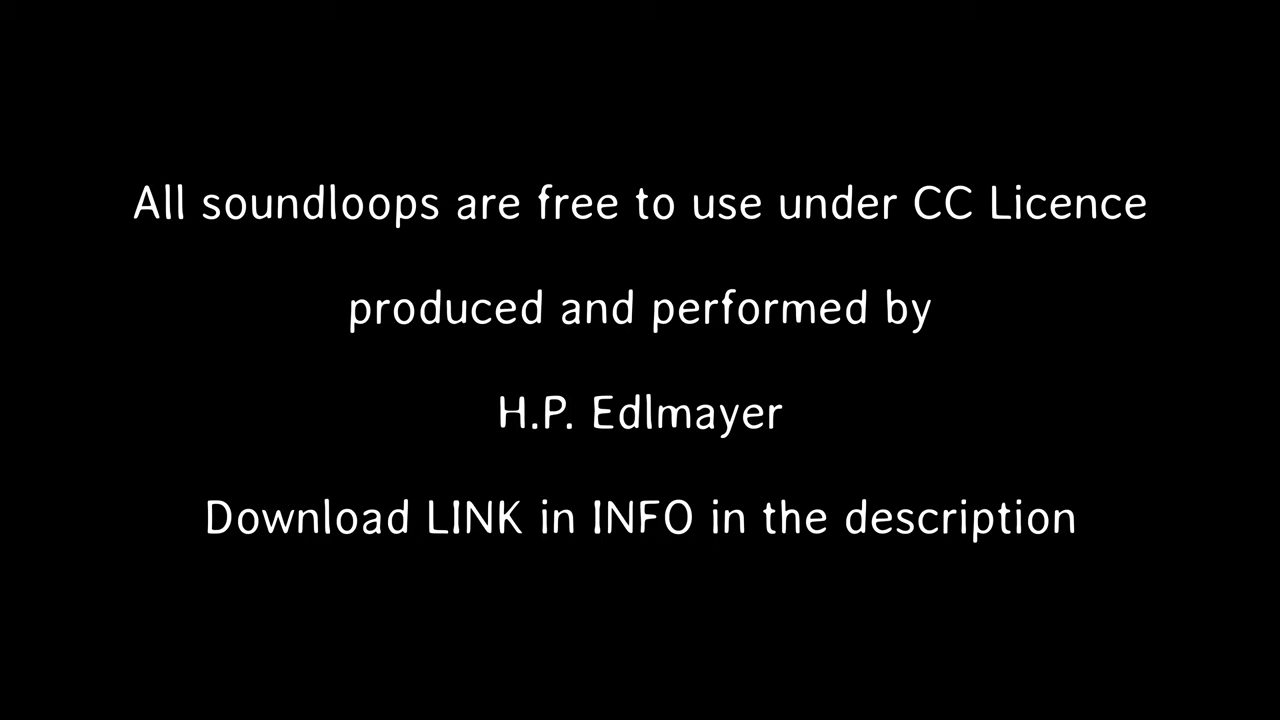 All soundloops are free to use under CC Licence
produced and performed by
H.P. Edlmayer
Download LINK in INFO in the description